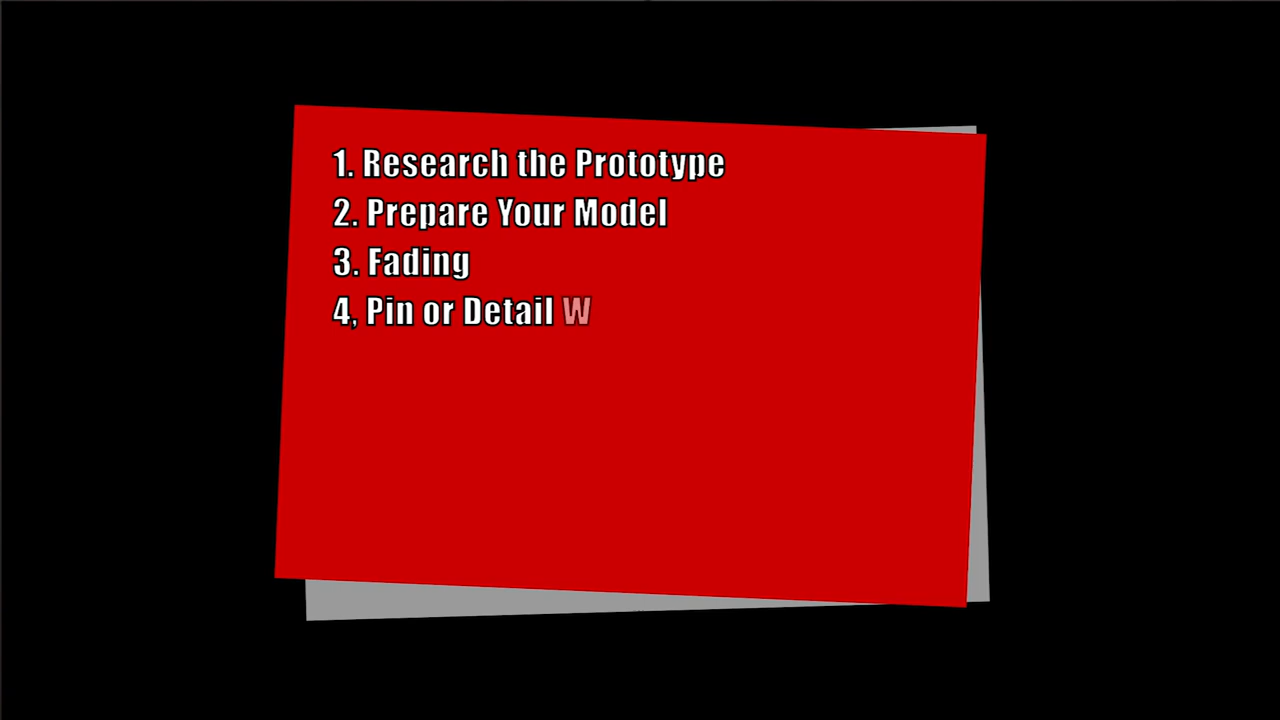 1. Research the Prototype
2. Prepare Your Model
3. Fading
4, Pin or Detail W